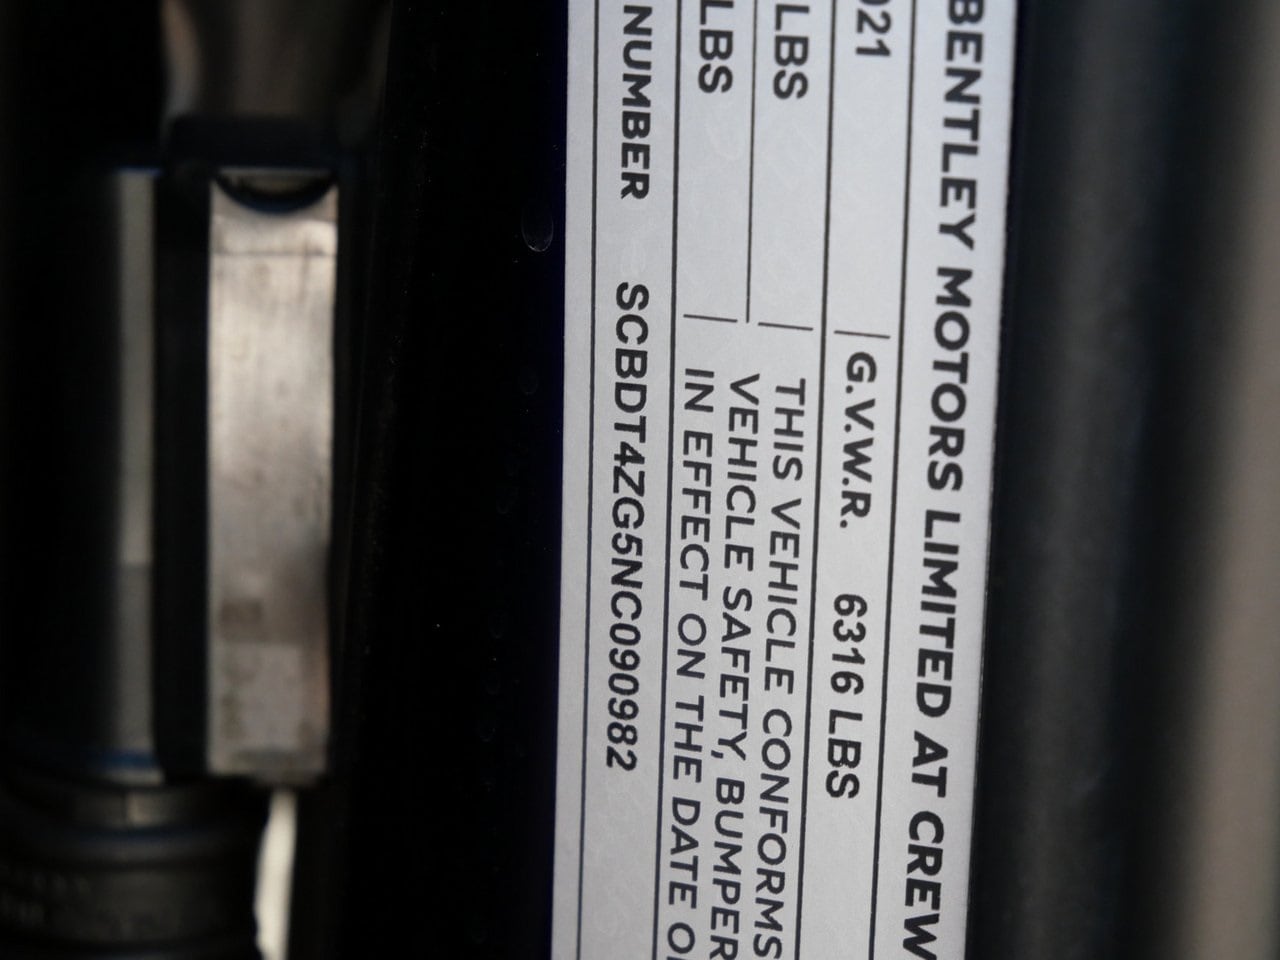 BENTLEY MOTORS LIMITED AT CREW
021 G.V.W.R. 6316 LBS
LBS THIS VEHICLE CONFORMS
VEHICLE SAFETY, BUMPER
LBS IN EFFECT ON THE DATE O
NUMBER SCBDT4ZG5NC090982